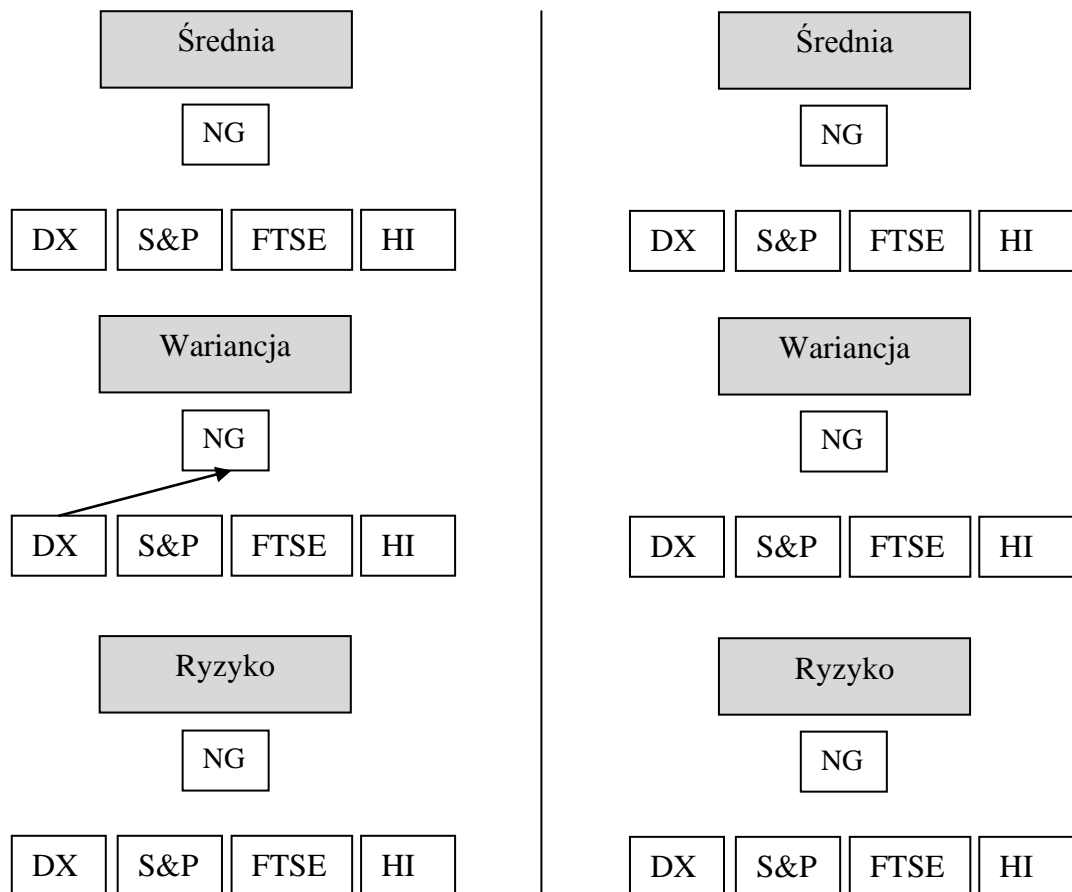 Średnia
NG
DX S&P FTSE HI
Wariancja
NG
DX S&P FTSE HI
Ryzyko
NG
DX S&P FTSE HI
Średnia
NG
DX S&P FTSE HI
Wariancja
NG
DX S&P FTSE HI
Ryzyko
NG
DX S&P FTSE HI